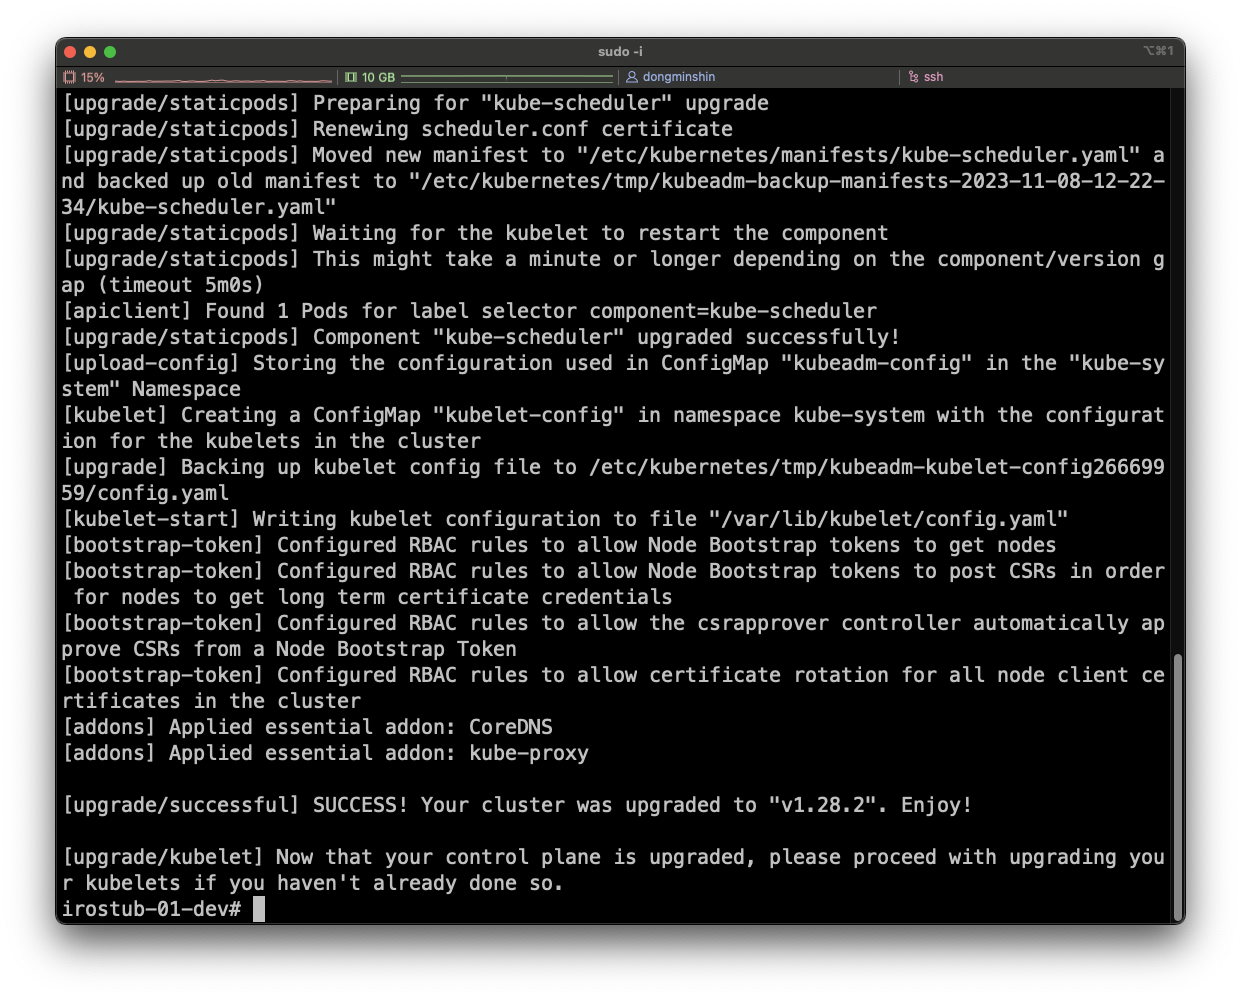 sudo -i
⌥⌘1
15%
10 GB
dongminshin
ssh
[upgrade/staticpods] Preparing for "kube-scheduler" upgrade
[upgrade/staticpods] Renewing scheduler.conf certificate
[upgrade/staticpods] Moved new manifest to "/etc/kubernetes/manifests/kube-scheduler.yaml" a
nd backed up old manifest to "/etc/kubernetes/tmp/kubeadm-backup-manifests-2023-11-08-12-22-
34/kube-scheduler.yaml"
[upgrade/staticpods] Waiting for the kubelet to restart the component
[upgrade/staticpods] This might take a minute or longer depending on the component/version g
ap (timeout 5m0s)
[apiclient] Found 1 Pods for label selector component=kube-scheduler
[upgrade/staticpods] Component "kube-scheduler" upgraded successfully!
[upload-config] Storing the configuration used in ConfigMap "kubeadm-config" in the "kube-sy
stem" Namespace
[kubelet] Creating a ConfigMap "kubelet-config" in namespace kube-system with the configurat
ion for the kubelets in the cluster
[upgrade] Backing up kubelet config file to /etc/kubernetes/tmp/kubeadm-kubelet-config266699
59/config.yaml
[kubelet-start] Writing kubelet configuration to file "/var/lib/kubelet/config.yaml"
[bootstrap-token] Configured RBAC rules to allow Node Bootstrap tokens to get nodes
[bootstrap-token] Configured RBAC rules to allow Node Bootstrap tokens to post CSRs in order
 for nodes to get long term certificate credentials
[bootstrap-token] Configured RBAC rules to allow the csrapprover controller automatically ap
prove CSRs from a Node Bootstrap Token
[bootstrap-token] Configured RBAC rules to allow certificate rotation for all node client ce
rtificates in the cluster
[addons] Applied essential addon: CoreDNS
[addons] Applied essential addon: kube-proxy
[upgrade/successful] SUCCESS! Your cluster was upgraded to "v1.28.2". Enjoy!
[upgrade/kubelet] Now that your control plane is upgraded, please proceed with upgrading you
r kubelets if you haven't already done so.
irostub-01-dev#